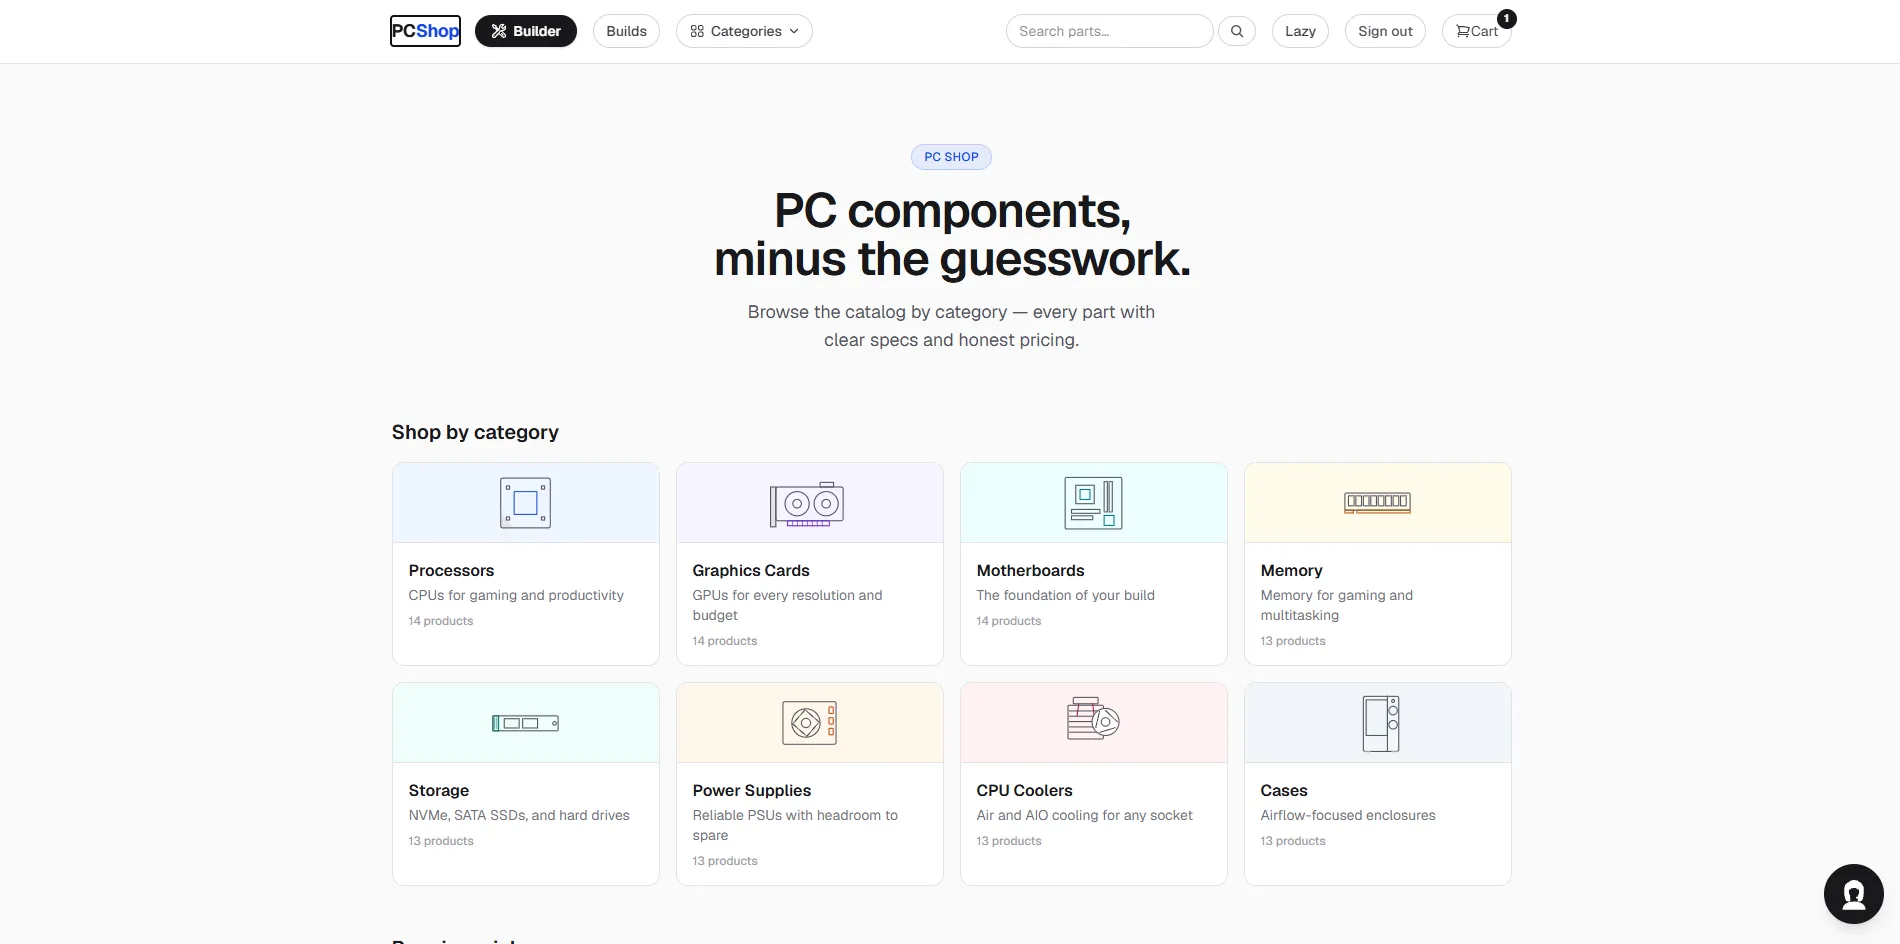 PCShop
Builder
Builds
Categories
Search parts...
Lazy
Sign out
Cart
1
PC SHOP
PC components,
minus the guesswork.
Browse the catalog by category — every part with
clear specs and honest pricing.
Shop by category
Processors
CPUs for gaming and productivity
14 products
Graphics Cards
GPUs for every resolution and
budget
14 products
Motherboards
The foundation of your build
14 products
Memory
Memory for gaming and
multitasking
13 products
Storage
NVMe, SATA SSDs, and hard drives
13 products
Power Supplies
Reliable PSUs with headroom to
spare
13 products
CPU Coolers
Air and AIO cooling for any socket
13 products
Cases
Airflow-focused enclosures
13 products